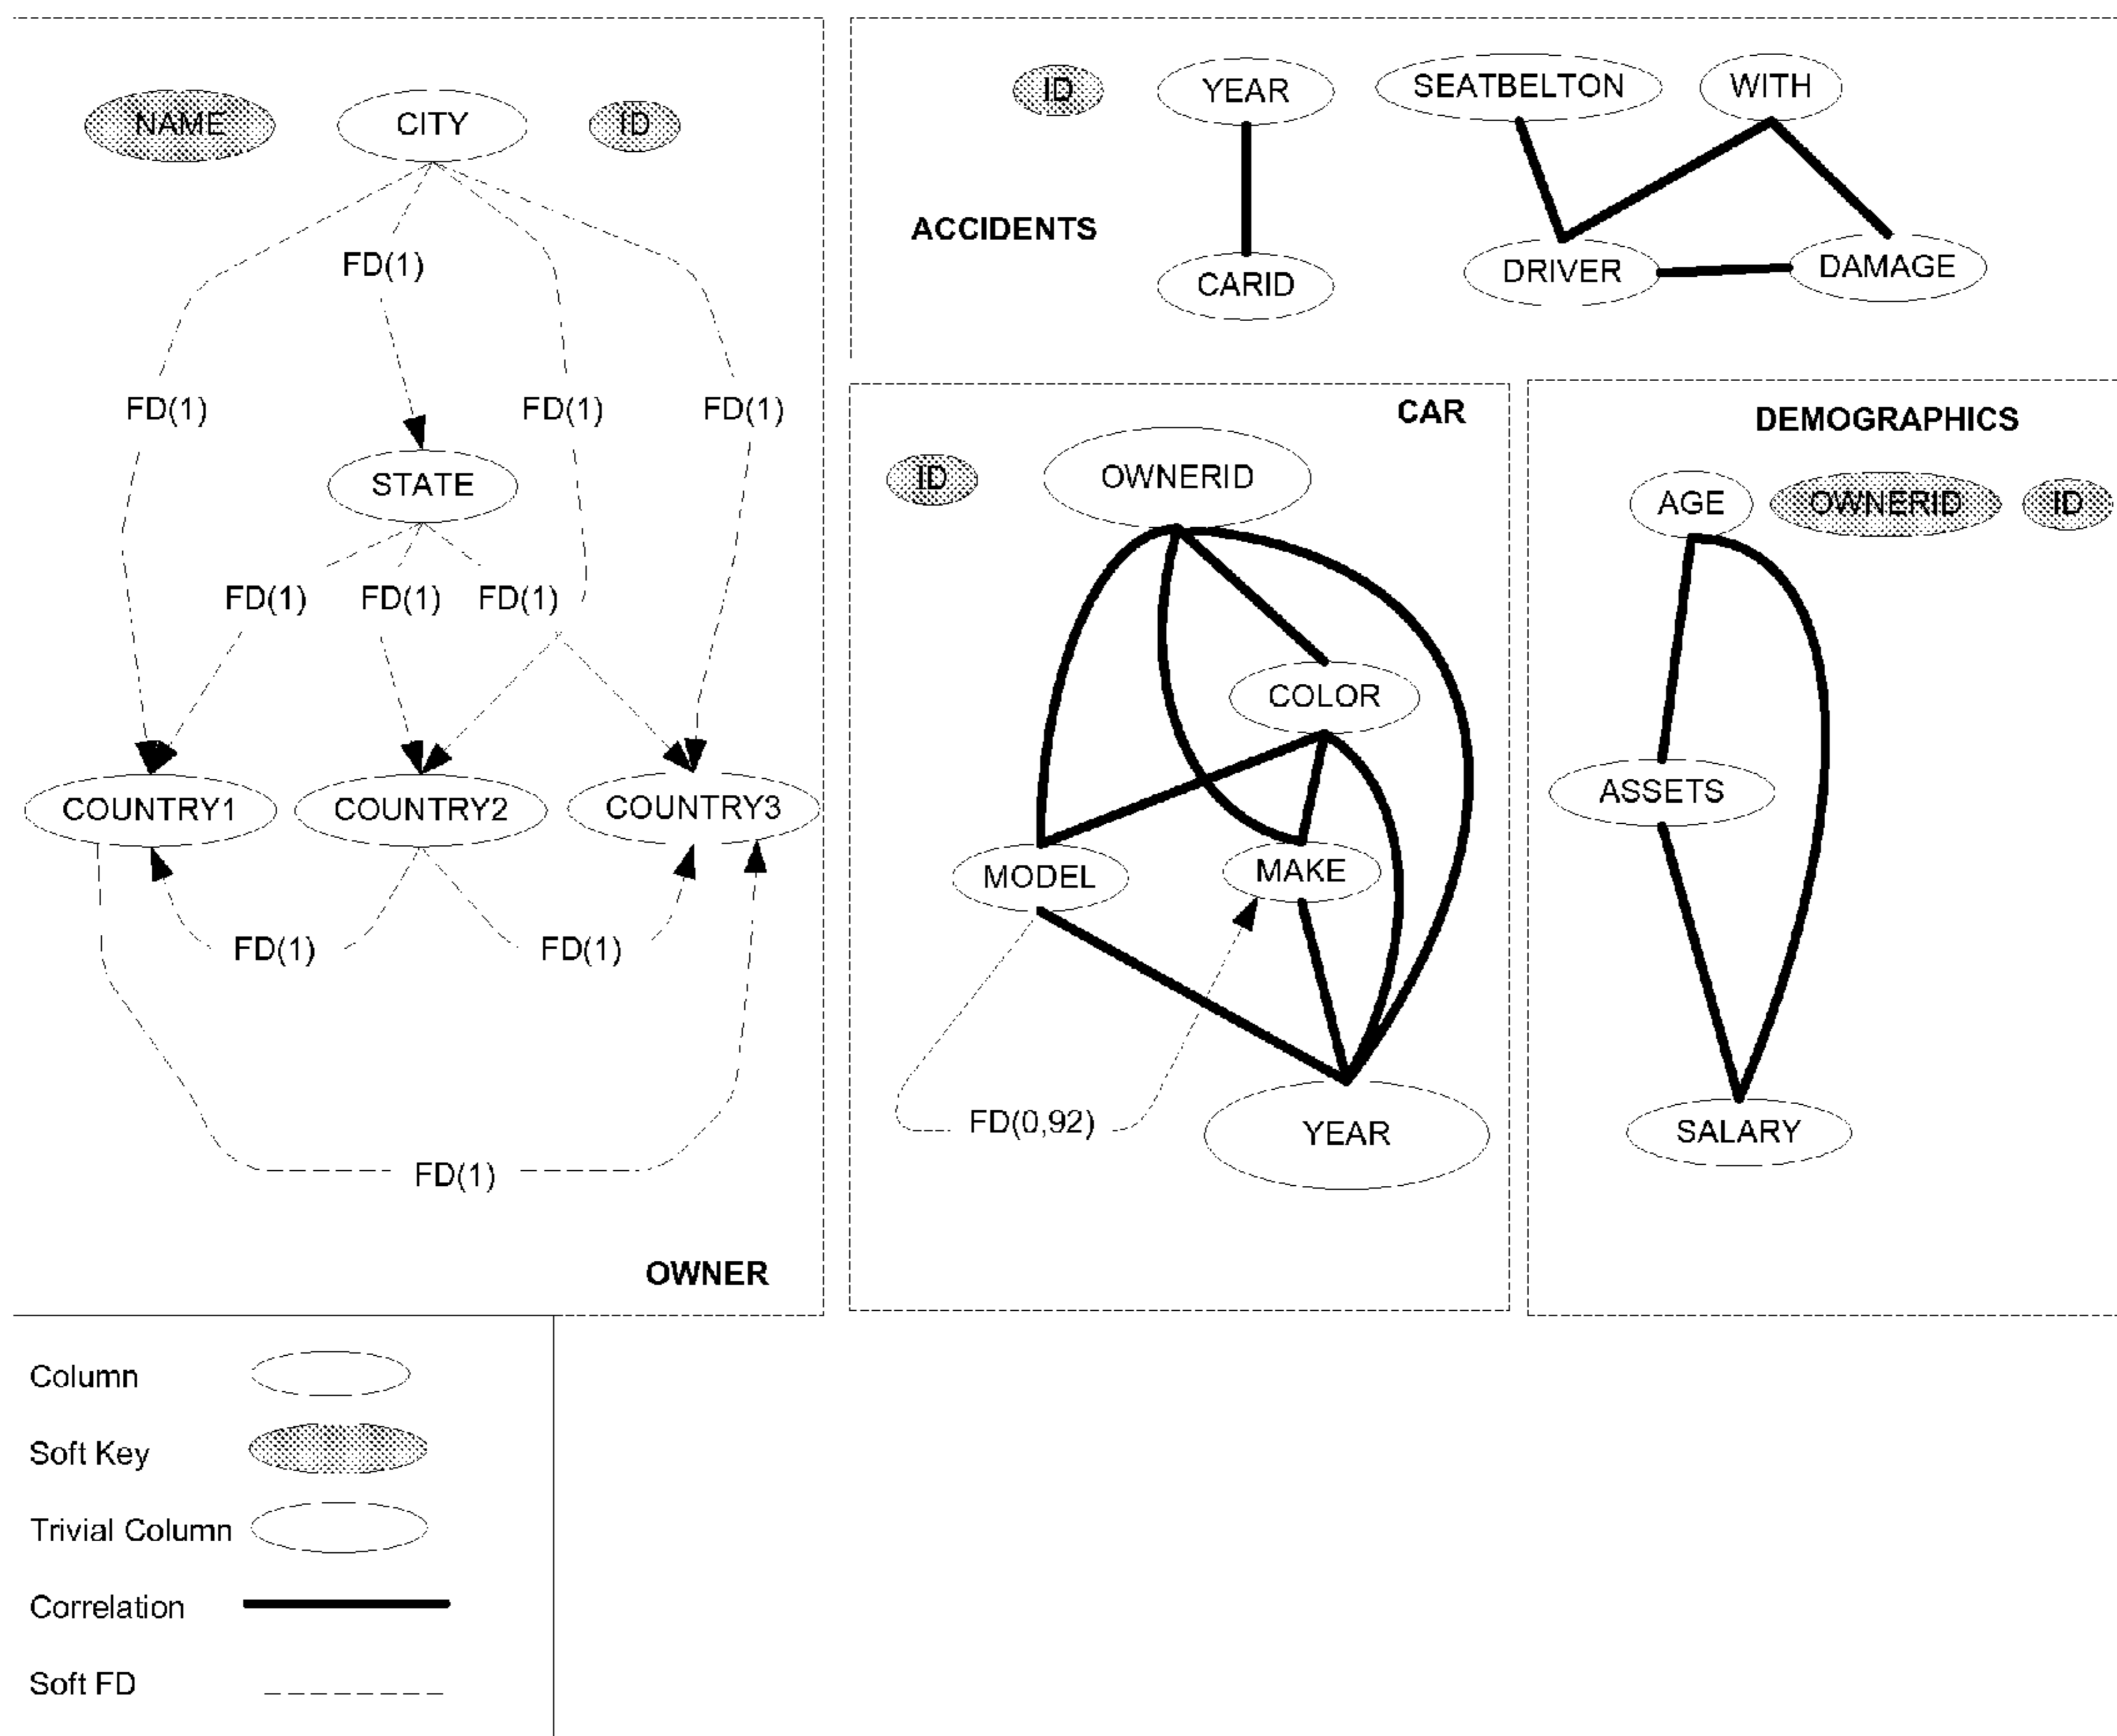 NAME
CITY
ID
FD(1)
FD(1)
FD(1)
FD(1)
STATE
FD(1)
FD(1)
FD(1)
COUNTRY1
COUNTRY2
COUNTRY3
FD(1)
FD(1)
FD(1)
OWNER
ID
YEAR
SEATBELTON
WITH
ACCIDENTS
CARID
DRIVER
DAMAGE
CAR
ID
OWNERID
COLOR
MODEL
MAKE
FD(0,92)
YEAR
DEMOGRAPHICS
AGE
OWNERID
ID
ASSETS
SALARY
Column
Soft Key
Trivial Column
Correlation
Soft FD